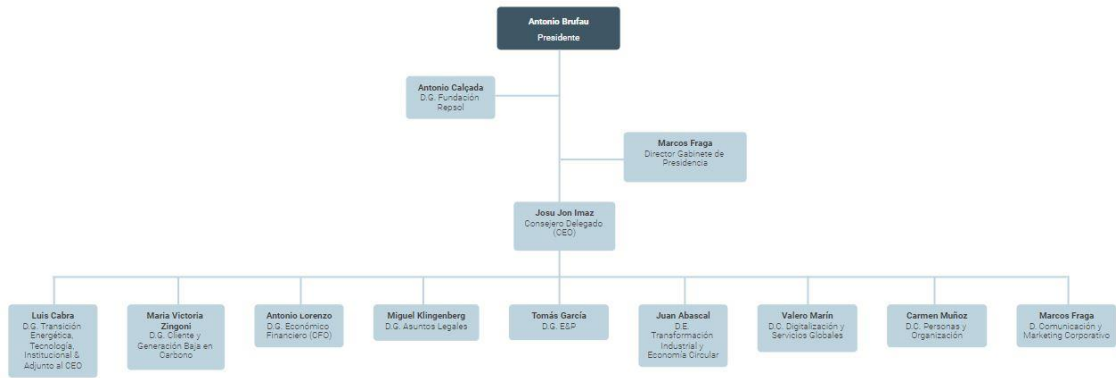 Antonio Brufau
Presidente
Antonio Calçada
D.G. Fundación
Repsol
Marcos Fraga
Director Gabinete de
Presidencia
Josu Jon Imaz
Consejero Delegado
(CEO)
Luis Cabra
D.G. Transición
Energética,
Tecnología,
Institucional &
Adjunto al CEO
Maria Victoria
Zingoni
D.G. Cliente y
Generación Baja en
Carbono
Antonio Lorenzo
D.G. Económico
Financiero (CFO)
Miguel Klingenberg
D.G. Asuntos Legales
Tomás García
D.G. E&P
Juan Abascal
D.E.
Transformación
Industrial y
Economía Circular
Valero Marín
D.C. Digitalización y
Servicios Globales
Carmen Muñoz
D.C. Personas y
Organización
Marcos Fraga
D. Comunicación y
Marketing Corporativo